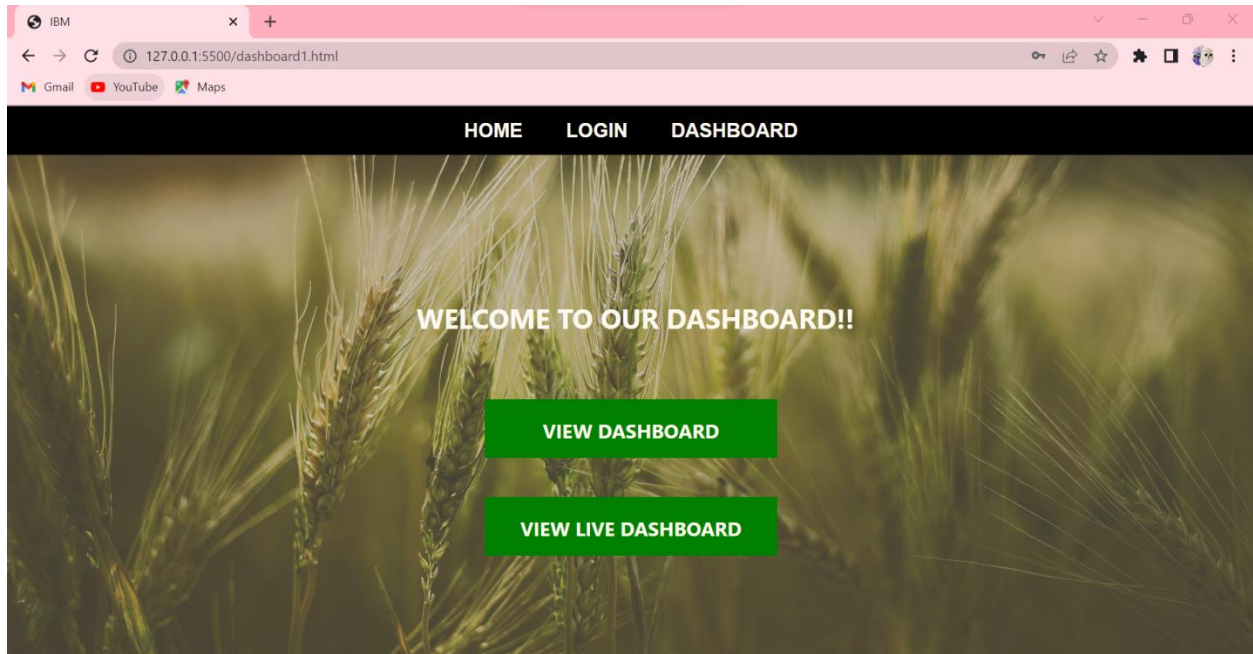 IBM
127.0.0.1:5500/dashboard1.html
Gmail YouTube Maps
HOME LOGIN DASHBOARD
WELCOME TO OUR DASHBOARD!!
VIEW DASHBOARD
VIEW LIVE DASHBOARD